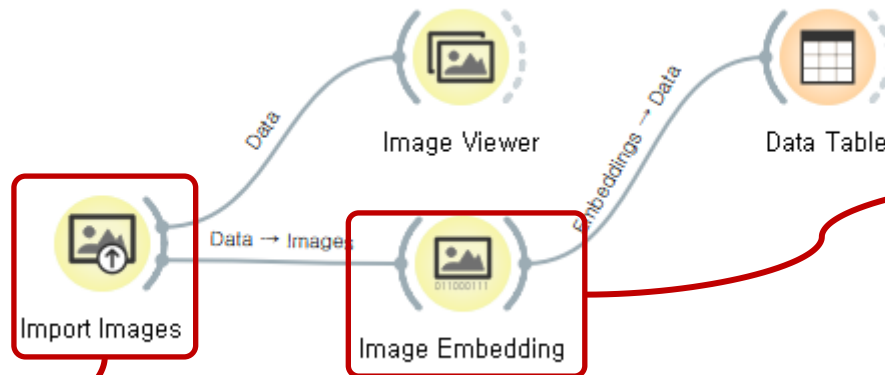 Data
Image Viewer
Embeddings → Data
Data Table
Data → Images
011000111
Import Images
Image Embedding